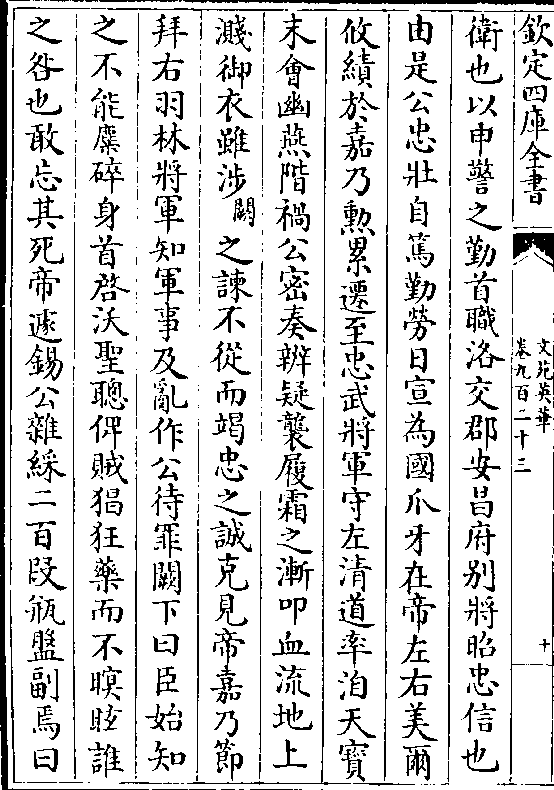 欽定四庫全書
文苑英華
卷九百二十三
十
衛也以申警之勤首職洛交郡安昌府别將昭忠信也
由是公忠壯自篤勤勞日宣為國爪牙在帝左右美爾
攸績於嘉乃勲累遷至忠武將軍守左清道率洎天寶
末會幽燕階禍公密奏辨疑襲履霜之漸叩血流地上
濺御衣雖涉闕之諫不從而竭忠之誠克見帝嘉乃節
拜右羽林將軍知軍事及亂作公待罪闕下曰臣始知
之不能麋碎身首啓沃聖聰俾賊猖狂藥而不瞑眩誰
之咎也敢忘其死帝遽錫公雜綵二百段瓶盤副焉曰